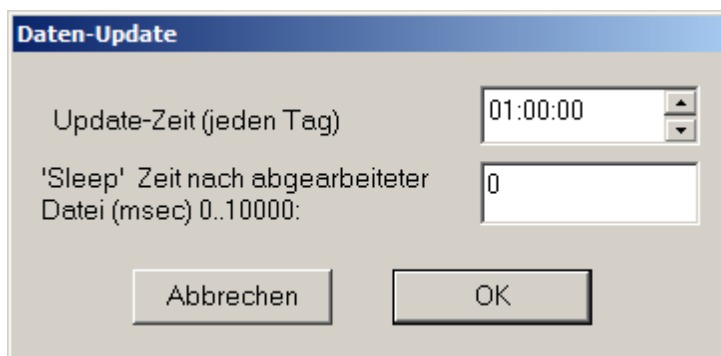 Daten-Update
Update-Zeit (jeden Tag)
01:00:00
'Sleep' Zeit nach abgearbeiteter
Datei (msec) 0..10000:
0
Abbrechen
OK